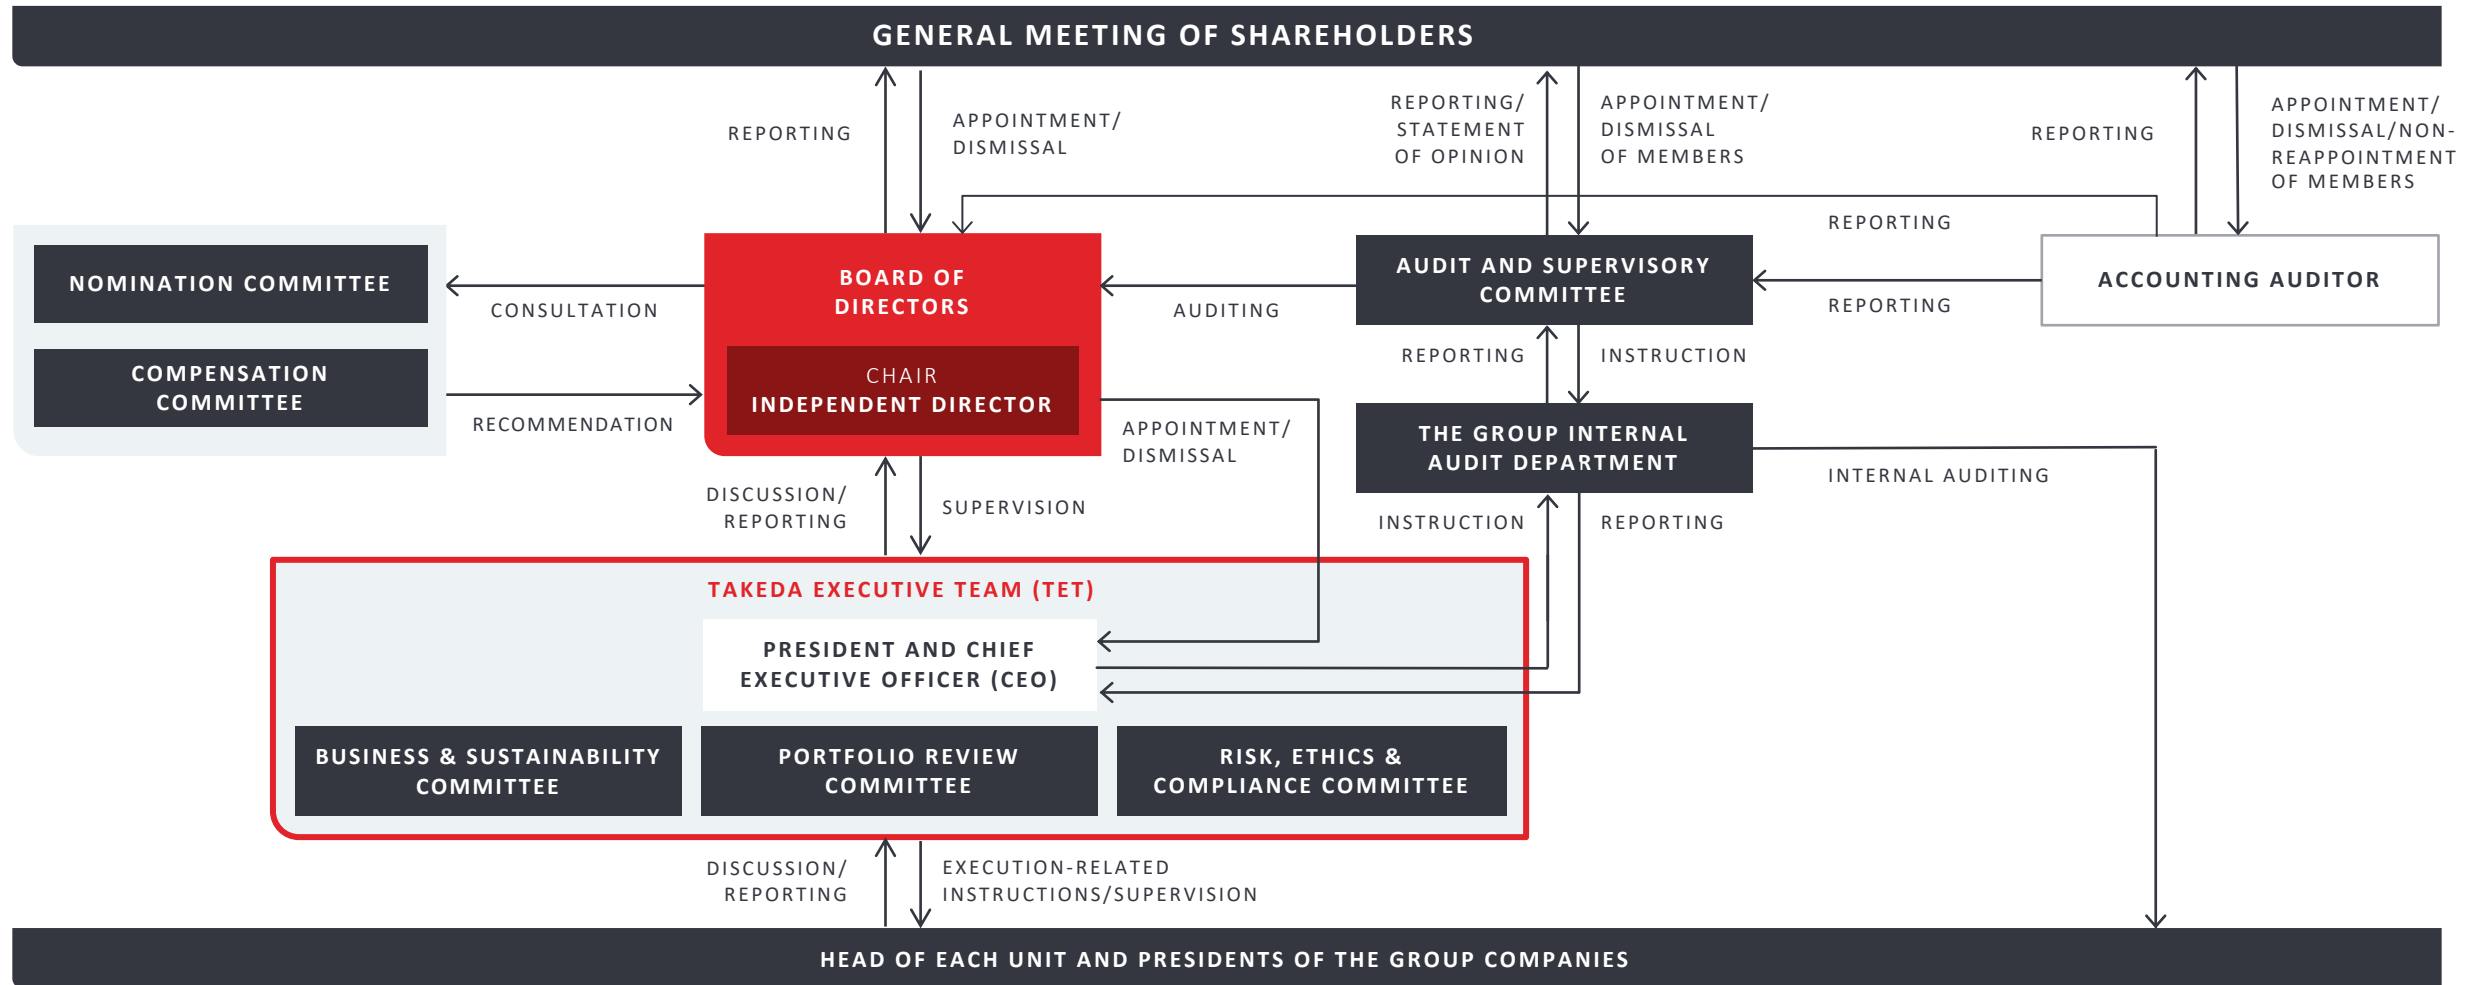 GENERAL MEETING OF SHAREHOLDERS
REPORTING
APPOINTMENT/
DISMISSAL
REPORTING/
STATEMENT
OF OPINION
APPOINTMENT/
DISMISSAL
OF MEMBERS
REPORTING
APPOINTMENT/
DISMISSAL/NON-
REAPPOINTMENT
OF MEMBERS
NOMINATION COMMITTEE
COMPENSATION
COMMITTEE
CONSULTATION
RECOMMENDATION
BOARD OF
DIRECTORS
CHAIR
INDEPENDENT DIRECTOR
AUDITING
AUDIT AND SUPERVISORY
COMMITTEE
REPORTING
REPORTING
ACCOUNTING AUDITOR
REPORTING
INSTRUCTION
APPOINTMENT/
DISMISSAL
THE GROUP INTERNAL
AUDIT DEPARTMENT
INTERNAL AUDITING
DISCUSSION/
REPORTING
SUPERVISION
INSTRUCTION
REPORTING
TAKEDA EXECUTIVE TEAM (TET)
PRESIDENT AND CHIEF
EXECUTIVE OFFICER (CEO)
BUSINESS & SUSTAINABILITY
COMMITTEE
PORTFOLIO REVIEW
COMMITTEE
RISK, ETHICS &
COMPLIANCE COMMITTEE
DISCUSSION/
REPORTING
EXECUTION-RELATED
INSTRUCTIONS/SUPERVISION
HEAD OF EACH UNIT AND PRESIDENTS OF THE GROUP COMPANIES